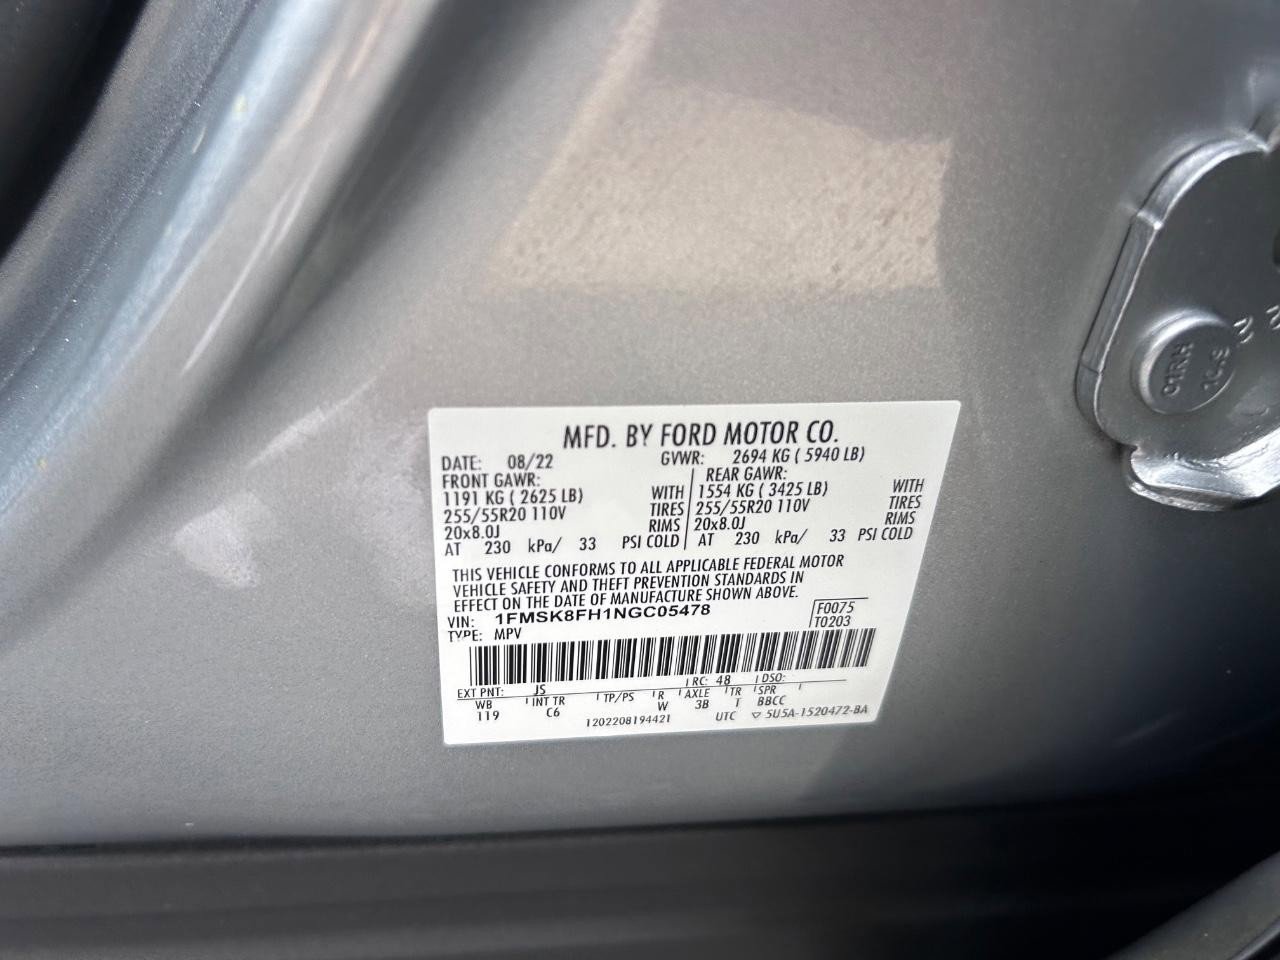 MFD. BY FORD MOTOR CO.
DATE: 08/22 GVWR: 2694 KG ( 5940 LB)
FRONT GAWR: REAR GAWR:
1191 KG ( 2625 LB) WITH 1554 KG ( 3425 LB) WITH
255/55R20 110V TIRES 255/55R20 110V TIRES
20x8.0J RIMS 20x8.0J RIMS
AT 230 kPa/ 33 PSI COLD AT 230 kPa/ 33 PSI COLD
THIS VEHICLE CONFORMS TO ALL APPLICABLE FEDERAL MOTOR
VEHICLE SAFETY AND THEFT PREVENTION STANDARDS IN
EFFECT ON THE DATE OF MANUFACTURE SHOWN ABOVE.
VIN: 1FMSK8FH1NGC05478 F0075
TYPE: MPV T0203
EXT PNT: JS RC: 48 DSO:
WB INT TR TP/PS R AXLE TR SPR
119 C6 W 3B T BBCC
1202208194421 UTC ▽ 5U5A-1520472-BA
01RH